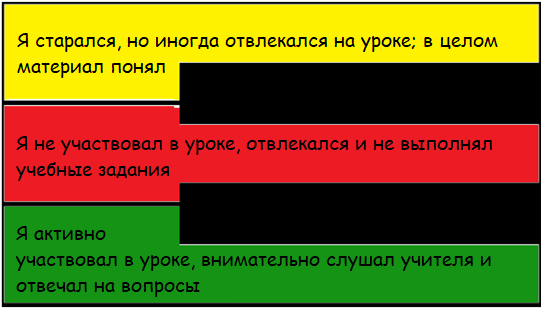 Я старался, но иногда отвлекался на уроке; в целом
материал понял
Я не участвовал в уроке, отвлекался и не выполнял
учебные задания
Я активно
участвовал в уроке, внимательно слушал учителя и
отвечал на вопросы